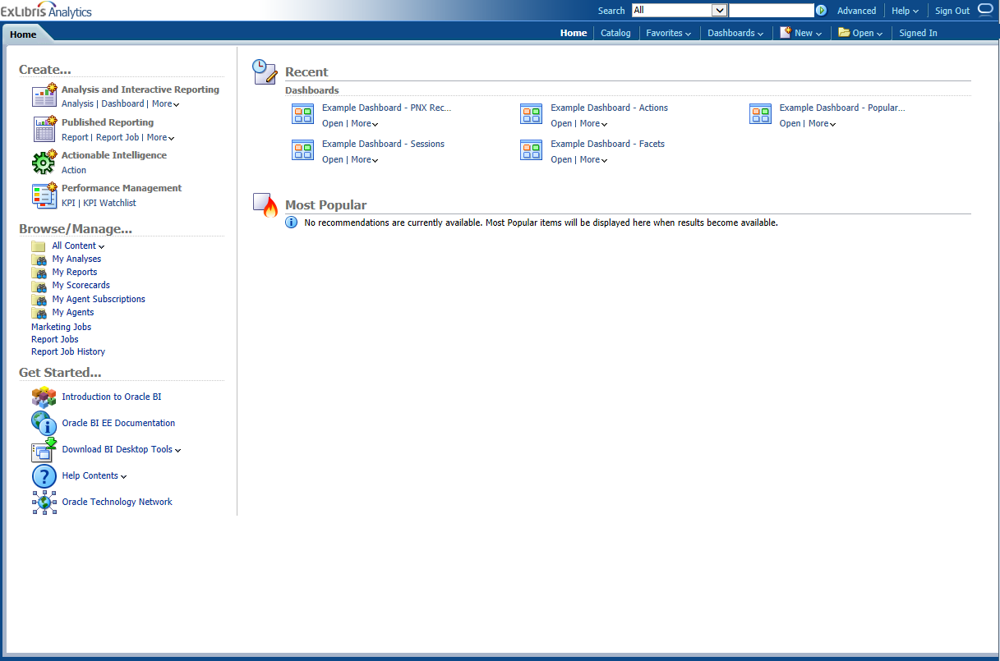 ExLibris Analytics
Search All Advanced Help Sign Out
Home
Home Catalog Favorites Dashboards New Open Signed In
Create...
Analysis and Interactive Reporting
Analysis | Dashboard | More
Published Reporting
Report | Report Job | More
Actionable Intelligence
Action
Performance Management
KPI | KPI Watchlist
Browse/Manage...
All Content
My Analyses
My Reports
My Scorecards
My Agent Subscriptions
My Agents
Marketing Jobs
Report Jobs
Report Job History
Get Started...
Introduction to Oracle BI
Oracle BI EE Documentation
Download BI Desktop Tools
Help Contents
Oracle Technology Network
Recent
Dashboards
Example Dashboard - PNX Rec...
Open | More
Example Dashboard - Actions
Open | More
Example Dashboard - Popular...
Open | More
Example Dashboard - Sessions
Open | More
Example Dashboard - Facets
Open | More
Most Popular
No recommendations are currently available. Most Popular items will be displayed here when results become available.